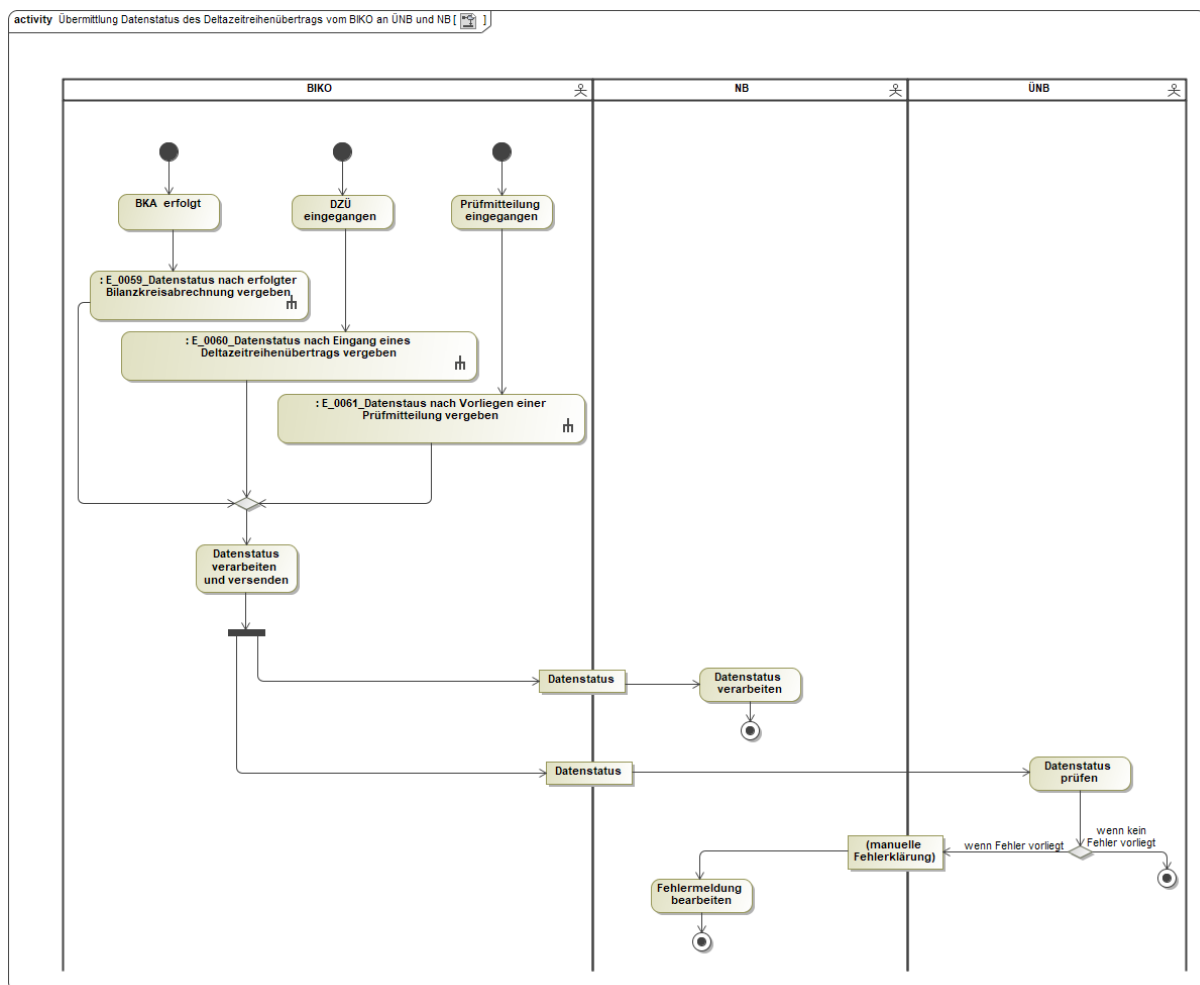 activity Übermittlung Datenstatus des Deltazeitreihenübertrags vom BIKO an ÜNB und NB [ ]
BIKO
NB
ÜNB
BKA erfolgt
DZÜ
eingegangen
Prüfmitteilung
eingegangen
: E_0059_Datenstatus nach erfolgter
Bilanzkreisabrechnung vergeben
: E_0060_Datenstatus nach Eingang eines
Deltazeitreihenübertrags vergeben
: E_0061_Datenstaus nach Vorliegen einer
Prüfmitteilung vergeben
Datenstatus
verarbeiten
und versenden
Datenstatus
Datenstatus
verarbeiten
Datenstatus
Datenstatus
prüfen
wenn kein
Fehler vorliegt
wenn Fehler vorliegt
(manuelle
Fehlerklärung)
Fehlermeldung
bearbeiten